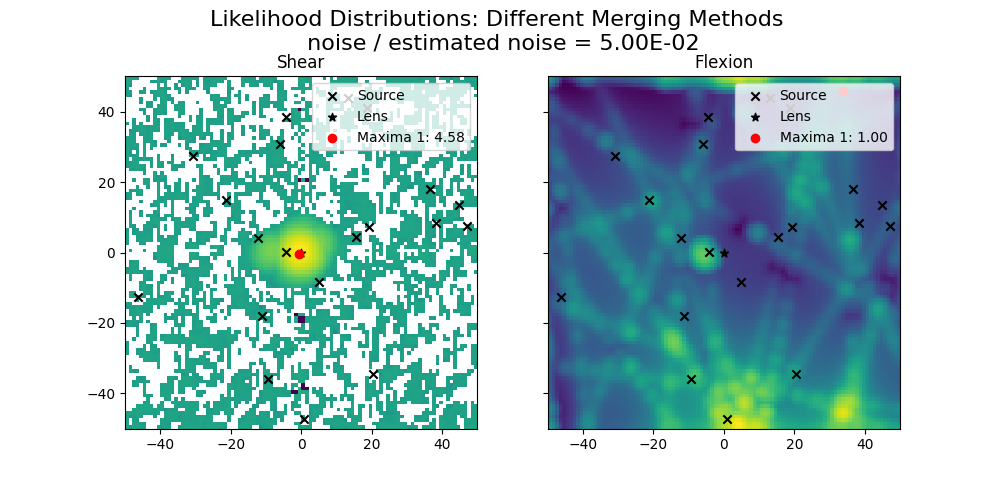 Likelihood Distributions: Different Merging Methods
noise / estimated noise = 5.00E-02
Shear
Flexion
Source
Lens
Maxima 1: 4.58
Source
Lens
Maxima 1: 1.00
40
20
0
−20
−40
−40 −20 0 20 40
−40 −20 0 20 40